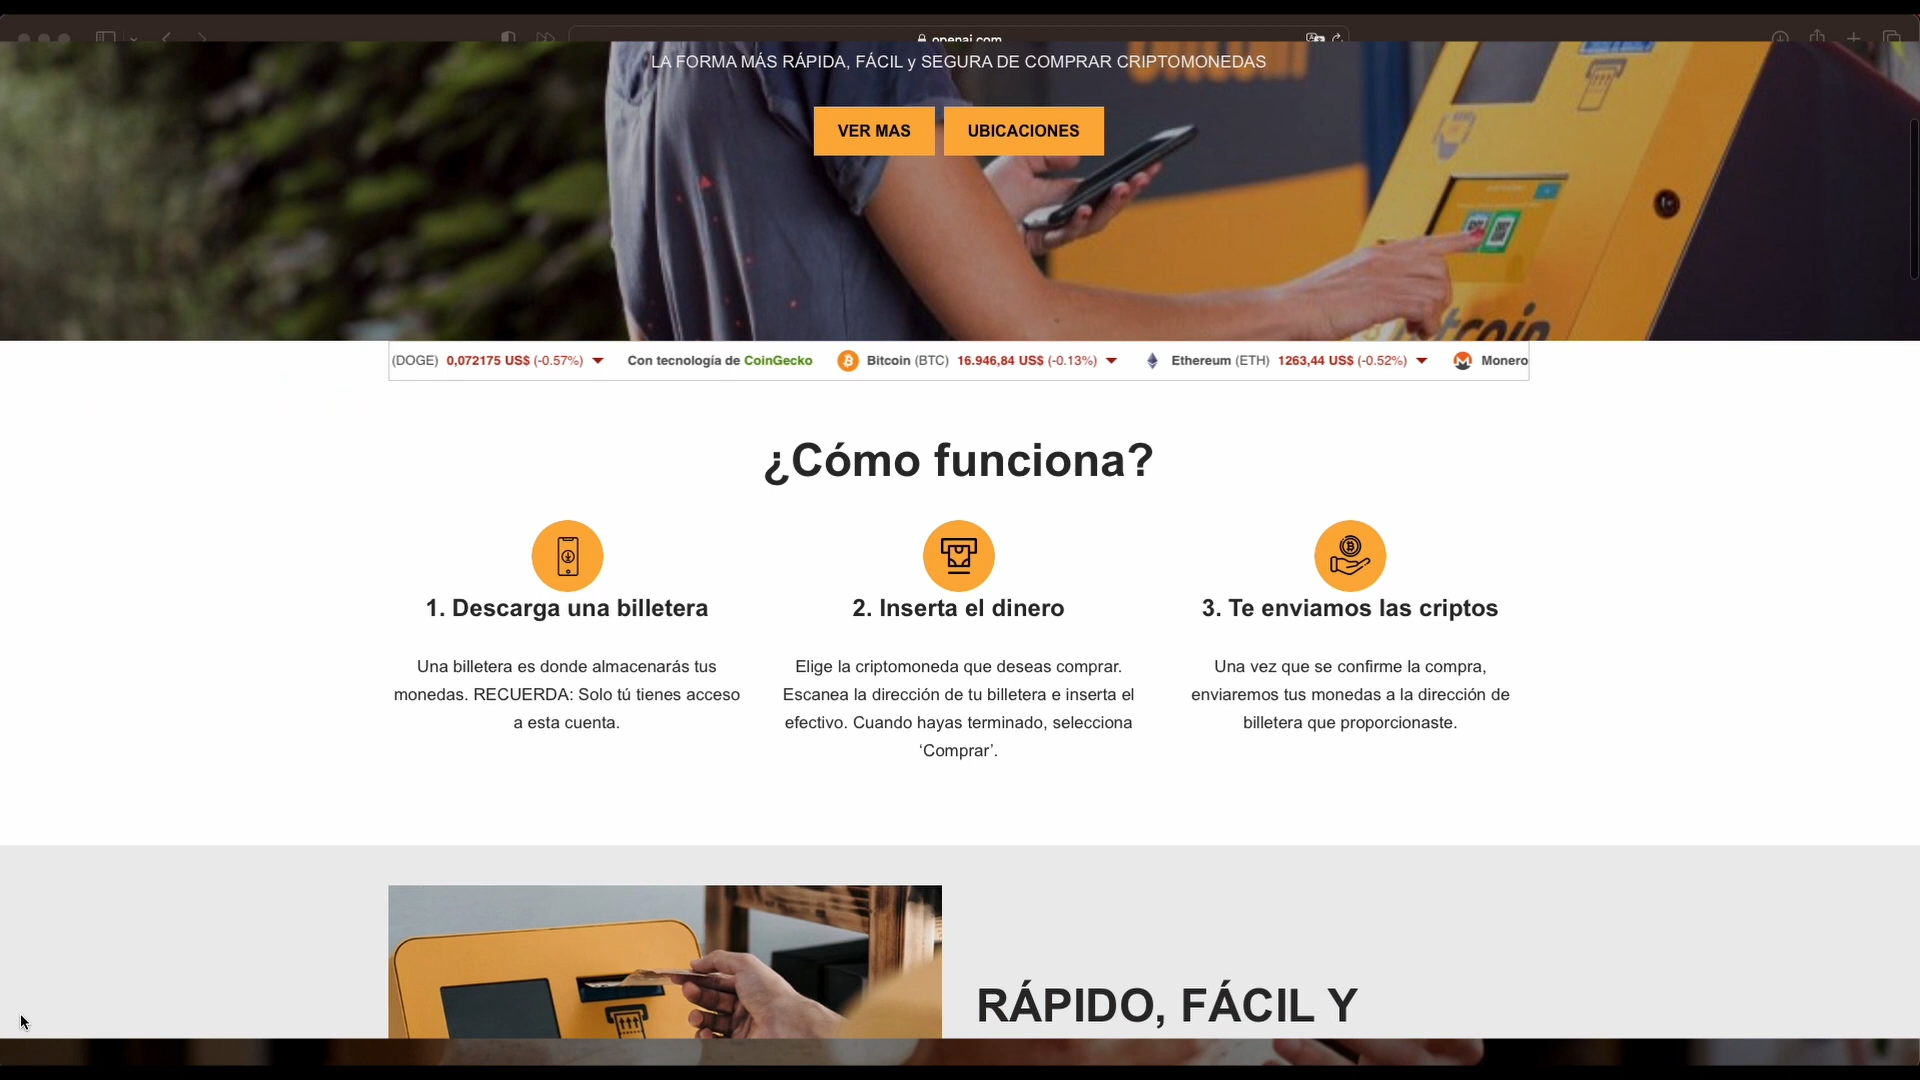 openai.com
LA FORMA MÁS RÁPIDA, FÁCIL y SEGURA DE COMPRAR CRIPTOMONEDAS
VER MAS UBICACIONES
tcoin
(DOGE) 0,072175 US$ (-0.57%) Con tecnología de CoinGecko Bitcoin (BTC) 16.946,84 US$ (-0.13%) Ethereum (ETH) 1263,44 US$ (-0.52%) Monero
¿Cómo funciona?
1. Descarga una billetera
Una billetera es donde almacenarás tus
monedas. RECUERDA: Solo tú tienes acceso
a esta cuenta.
2. Inserta el dinero
Elige la criptomoneda que deseas comprar.
Escanea la dirección de tu billetera e inserta el
efectivo. Cuando hayas terminado, selecciona
‘Comprar’.
3. Te enviamos las criptos
Una vez que se confirme la compra,
enviaremos tus monedas a la dirección de
billetera que proporcionaste.
RÁPIDO, FÁCIL Y